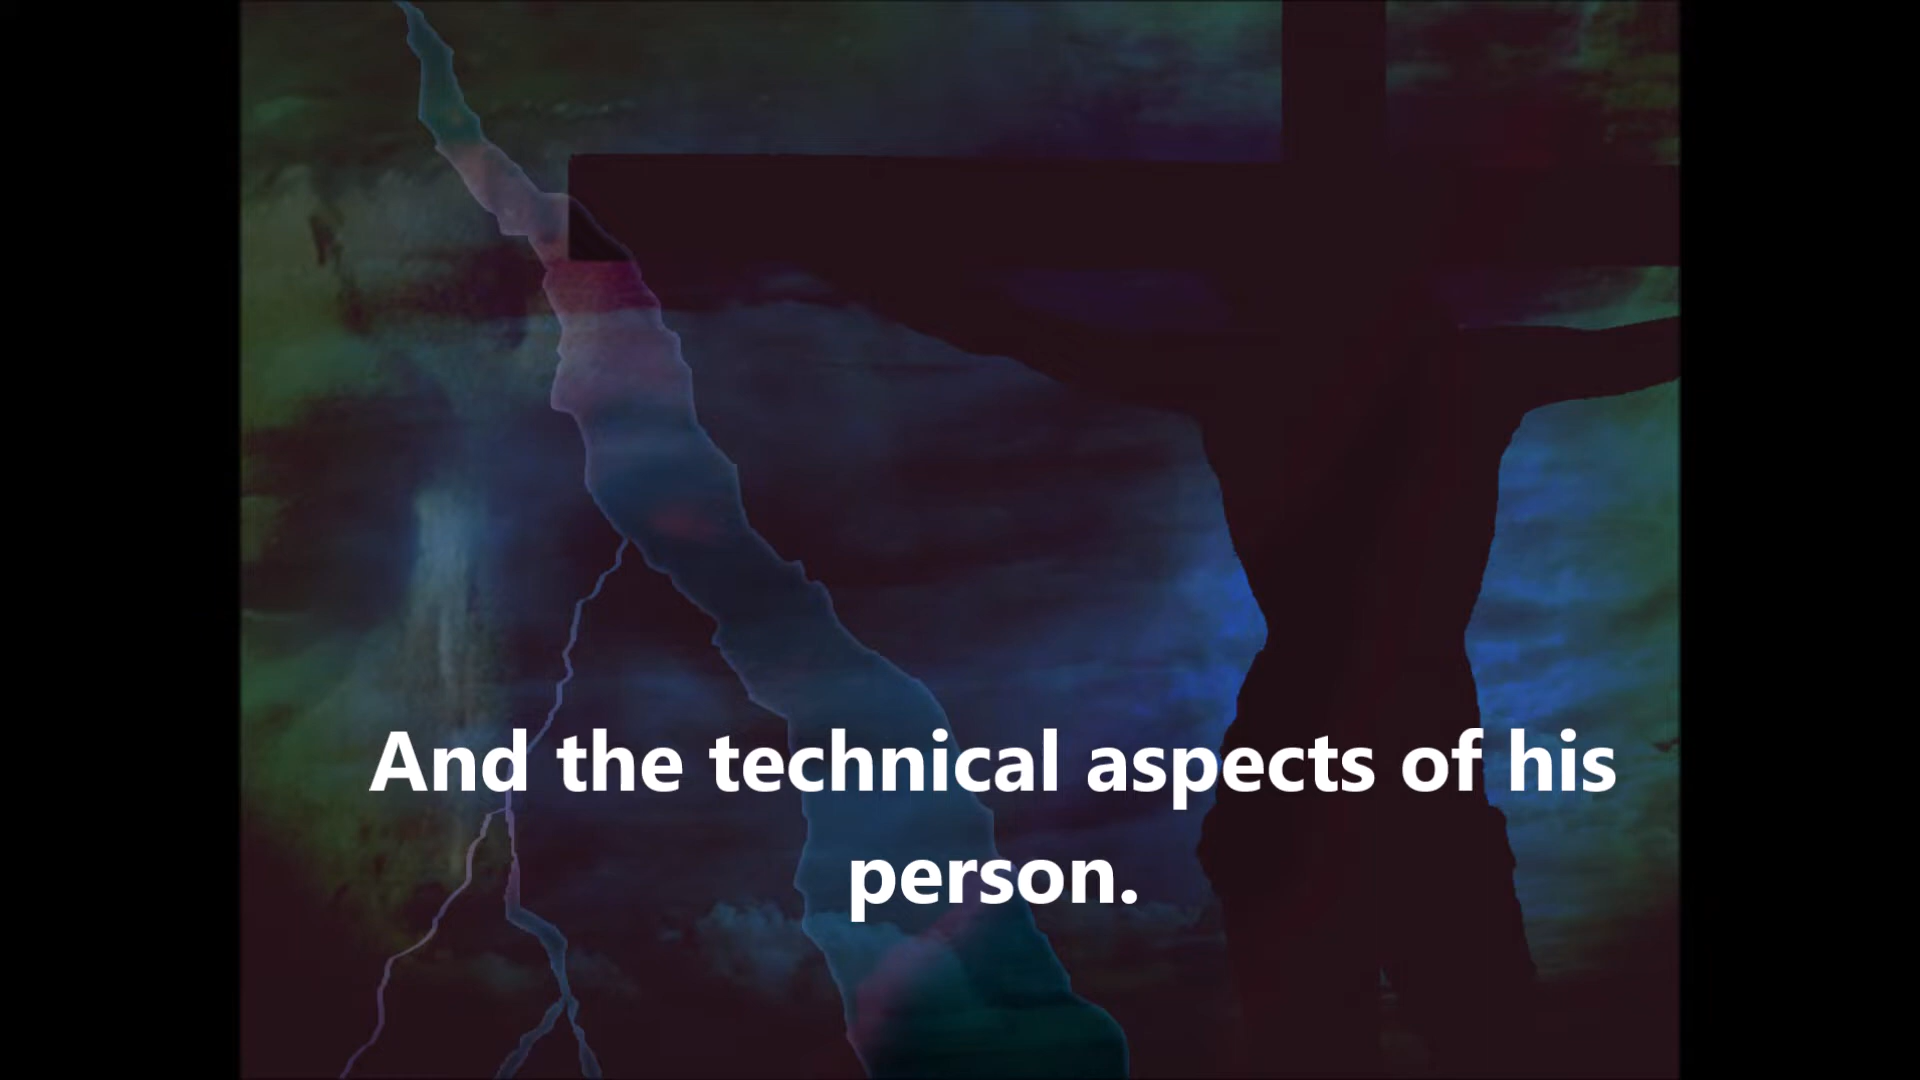 And the technical aspects of his
person.